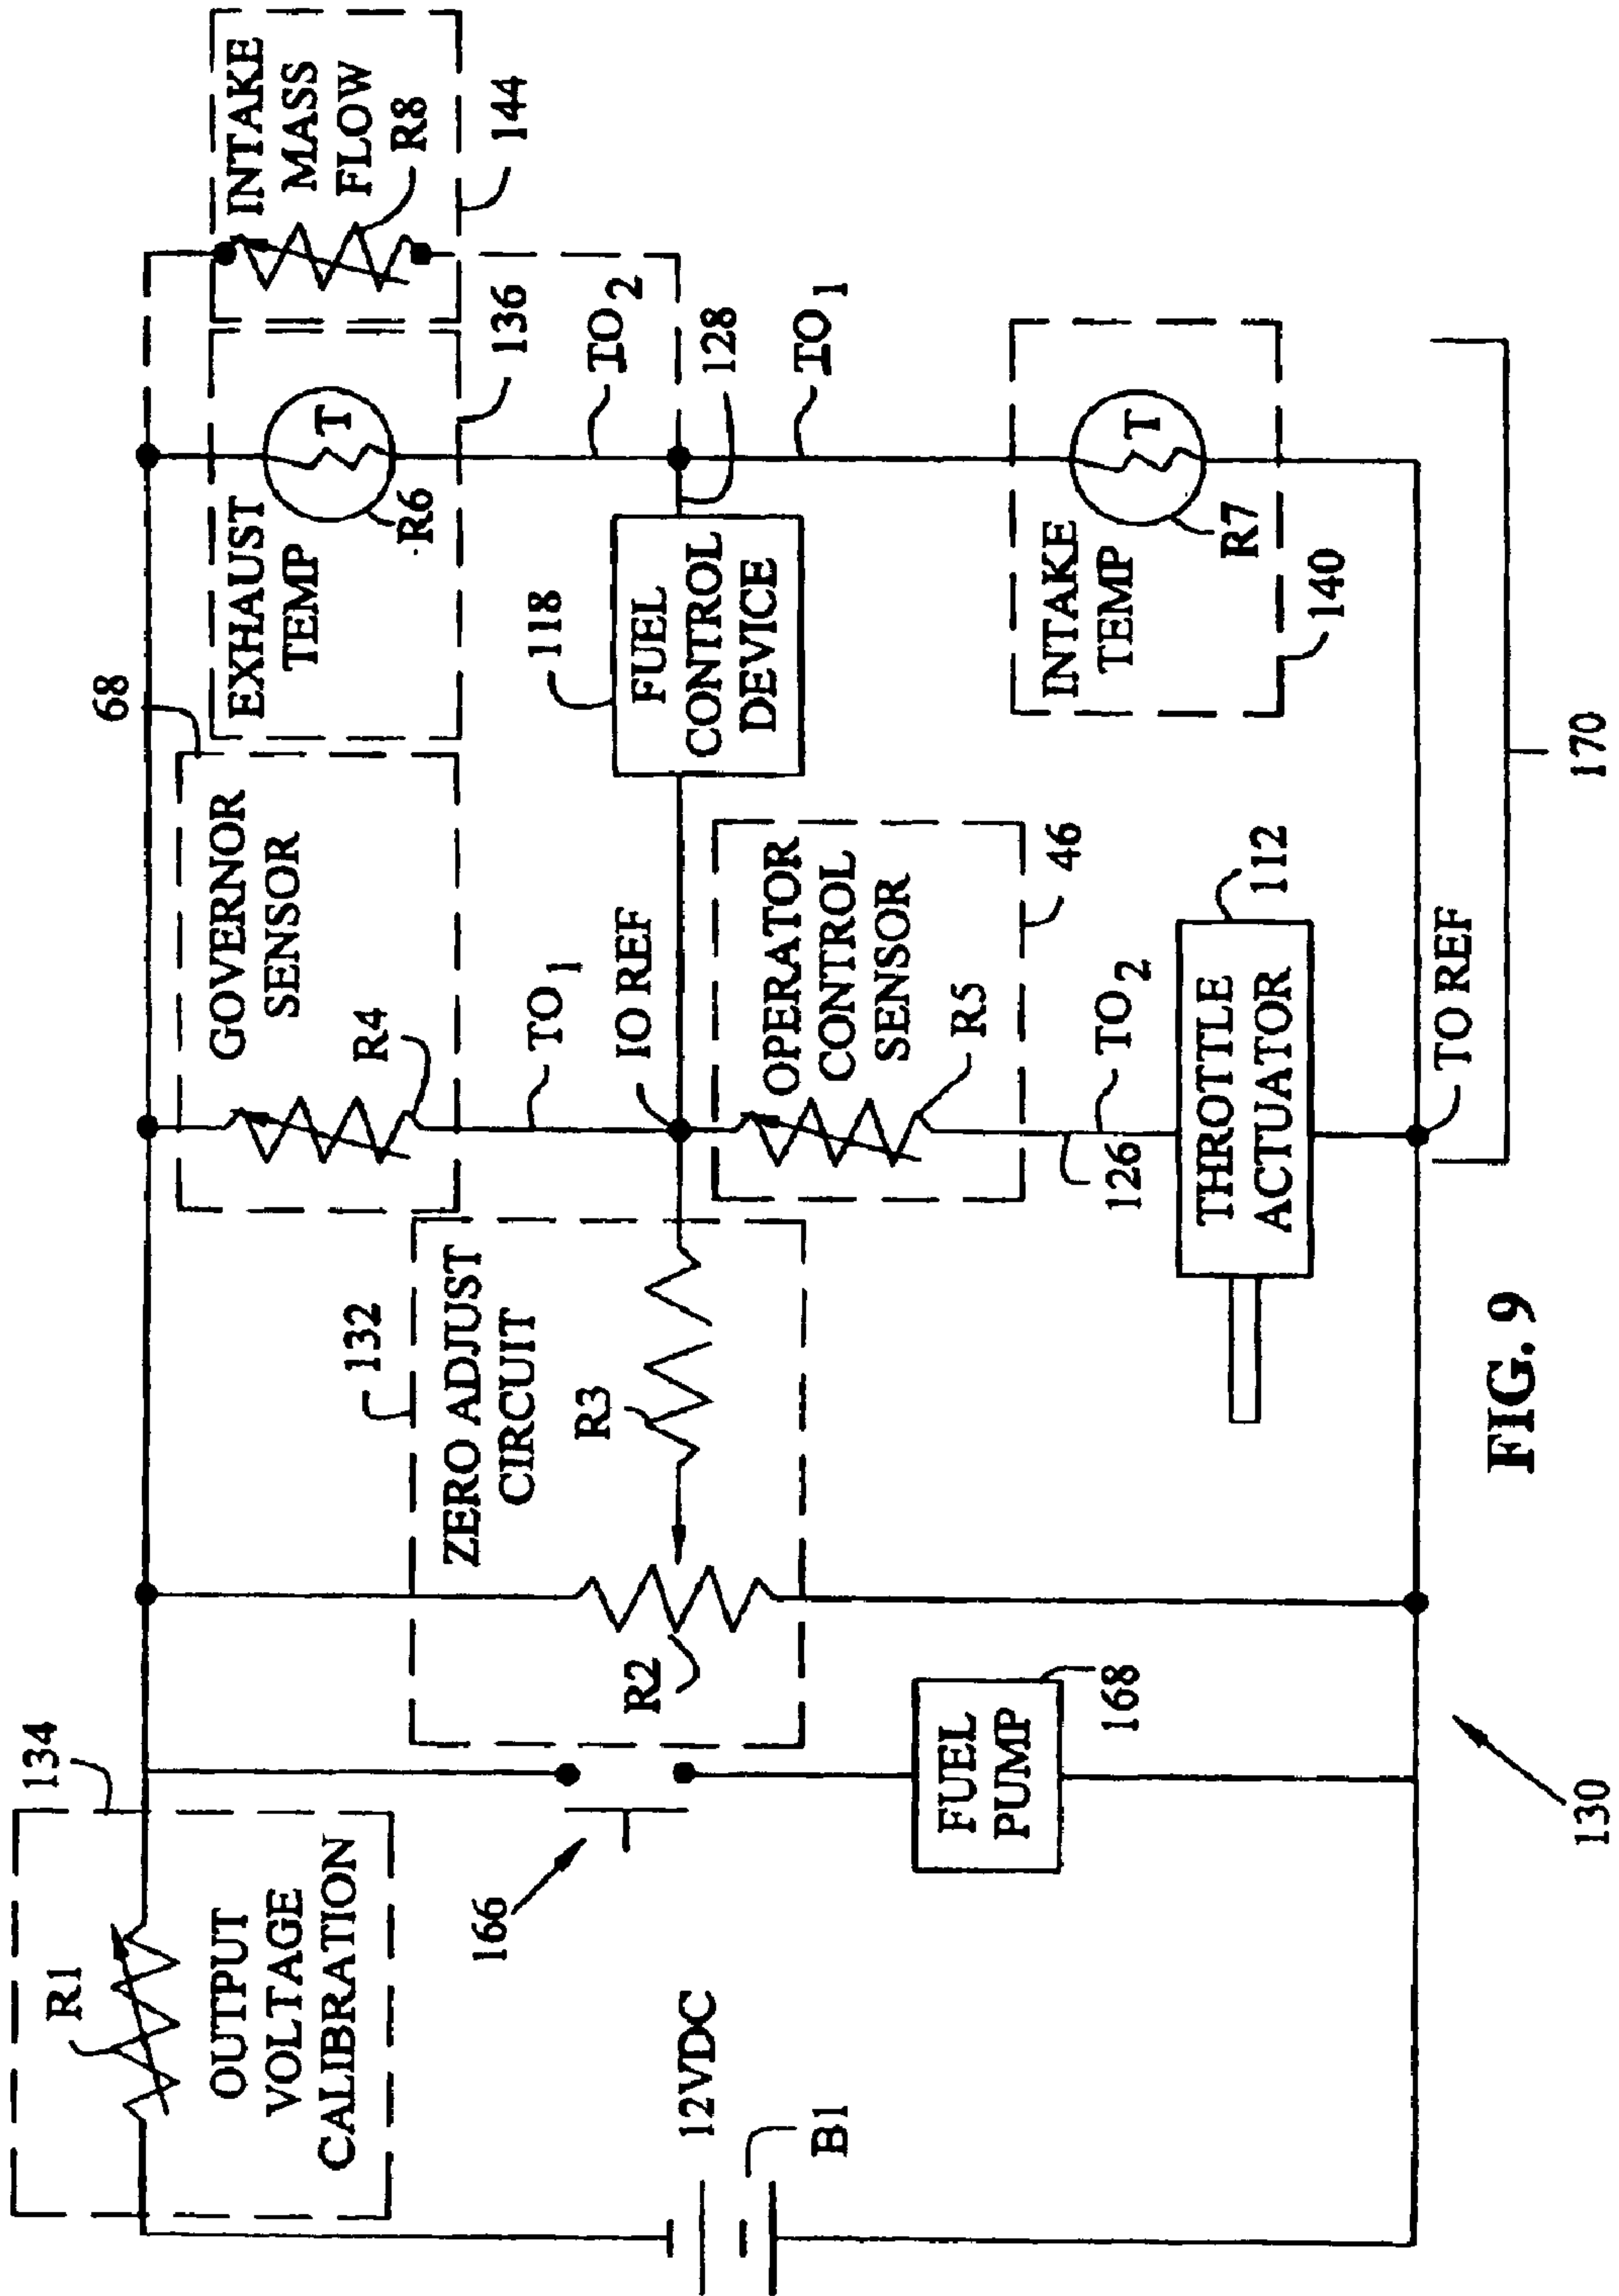 134
R1
OUTPUT
VOLTAGE
CALIBRATION
12VDC
B1
166
FUEL
PUMP
168
132
ZERO ADJUST
CIRCUIT
R3
R2
68
GOVERNOR
SENSOR
R4
TO1
IO REF
OPERATOR
CONTROL
SENSOR
R5
46
126
TO2
THROTTLE
ACTUATOR
112
TO REF
EXHAUST
TEMP
T
R6
136
INTAKE
MASS
FLOW
R8
144
TO2
128
118
FUEL
CONTROL
DEVICE
TO1
INTAKE
TEMP
T
R7
140
170
130
FIG. 9